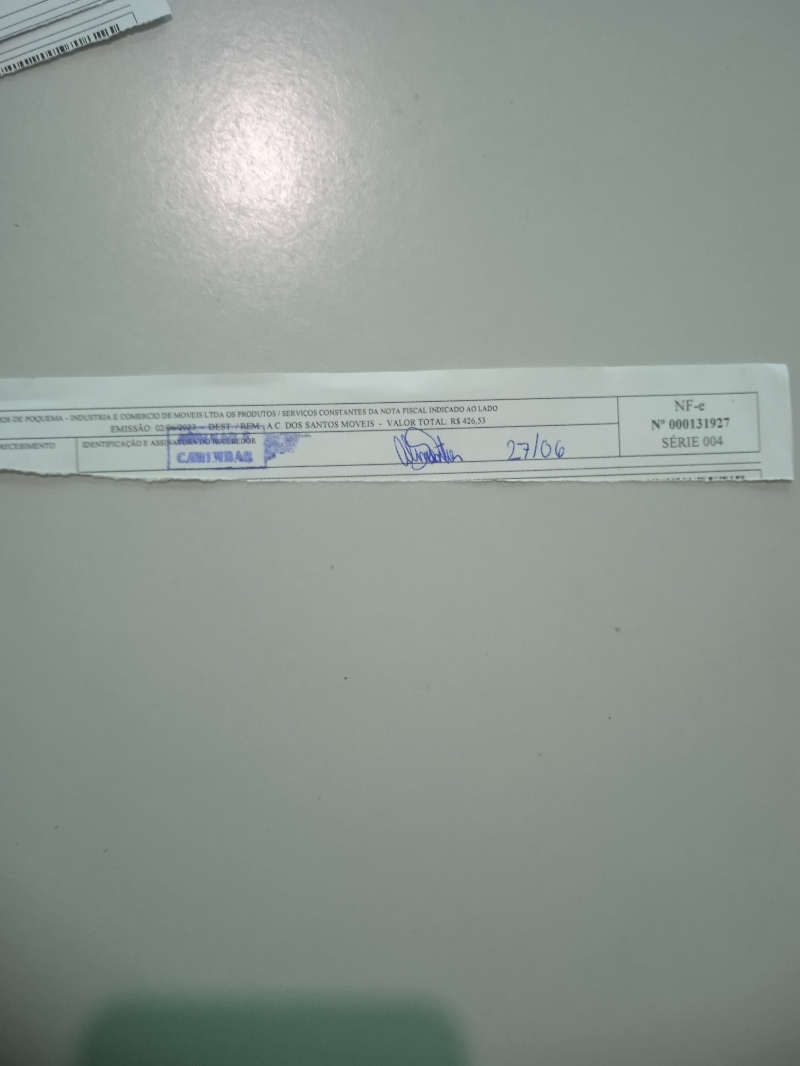 DE POQUEMA - INDUSTRIA E COMERCIO DE MOVEIS LTDA OS PRODUTOS / SERVIÇOS CONSTANTES DA NOTA FISCAL INDICADO AO LADO
EMISSÃO DEST. / REM. A C DOS SANTOS MOVEIS - VALOR TOTAL R$ 426,53
RECEBIMENTO
IDENTIFICAÇÃO E ASSINATURA DO RECEBEDOR
CARIMBAR
27/06
NF-e
Nº 000131927
SÉRIE 004